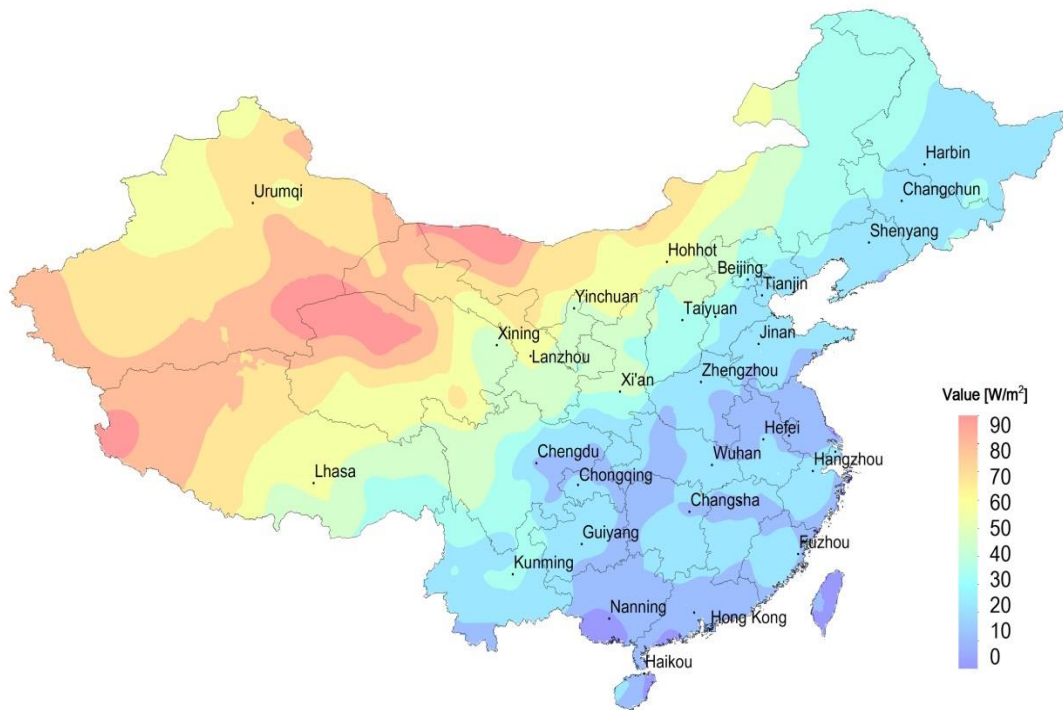 Harbin
Changchun
Urumqi
Shenyang
Hohhot
Beijing
Tianjin
Yinchuan
Taiyuan
Xining
Jinan
Lanzhou
Zhengzhou
Xi'an
Value [W/m²]
90
Hefei
80
Chengdu
Wuhan
Hangzhou
70
Lhasa
Chongqing
60
Changsha
50
Guiyang
Fuzhou
40
Kunming
30
Nanning
20
Hong Kong
10
0
Haikou